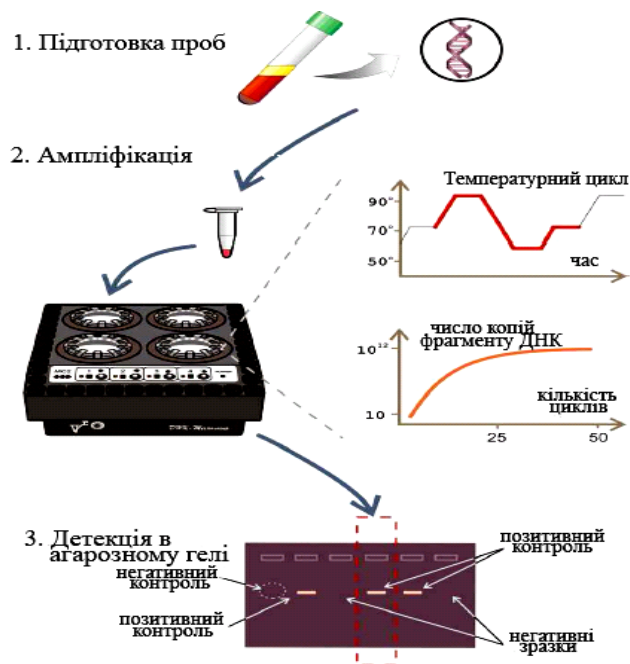 1. Підготовка проб
2. Ампліфікація
Температурний цикл
90°
70°
50°
час
число копій
фрагменту ДНК
10¹²
10
кількість
циклів
25
50
3. Детекція в
агарозному гелі
негативний
контроль
позитивний
контроль
позитивний
контроль
негативні
зразки